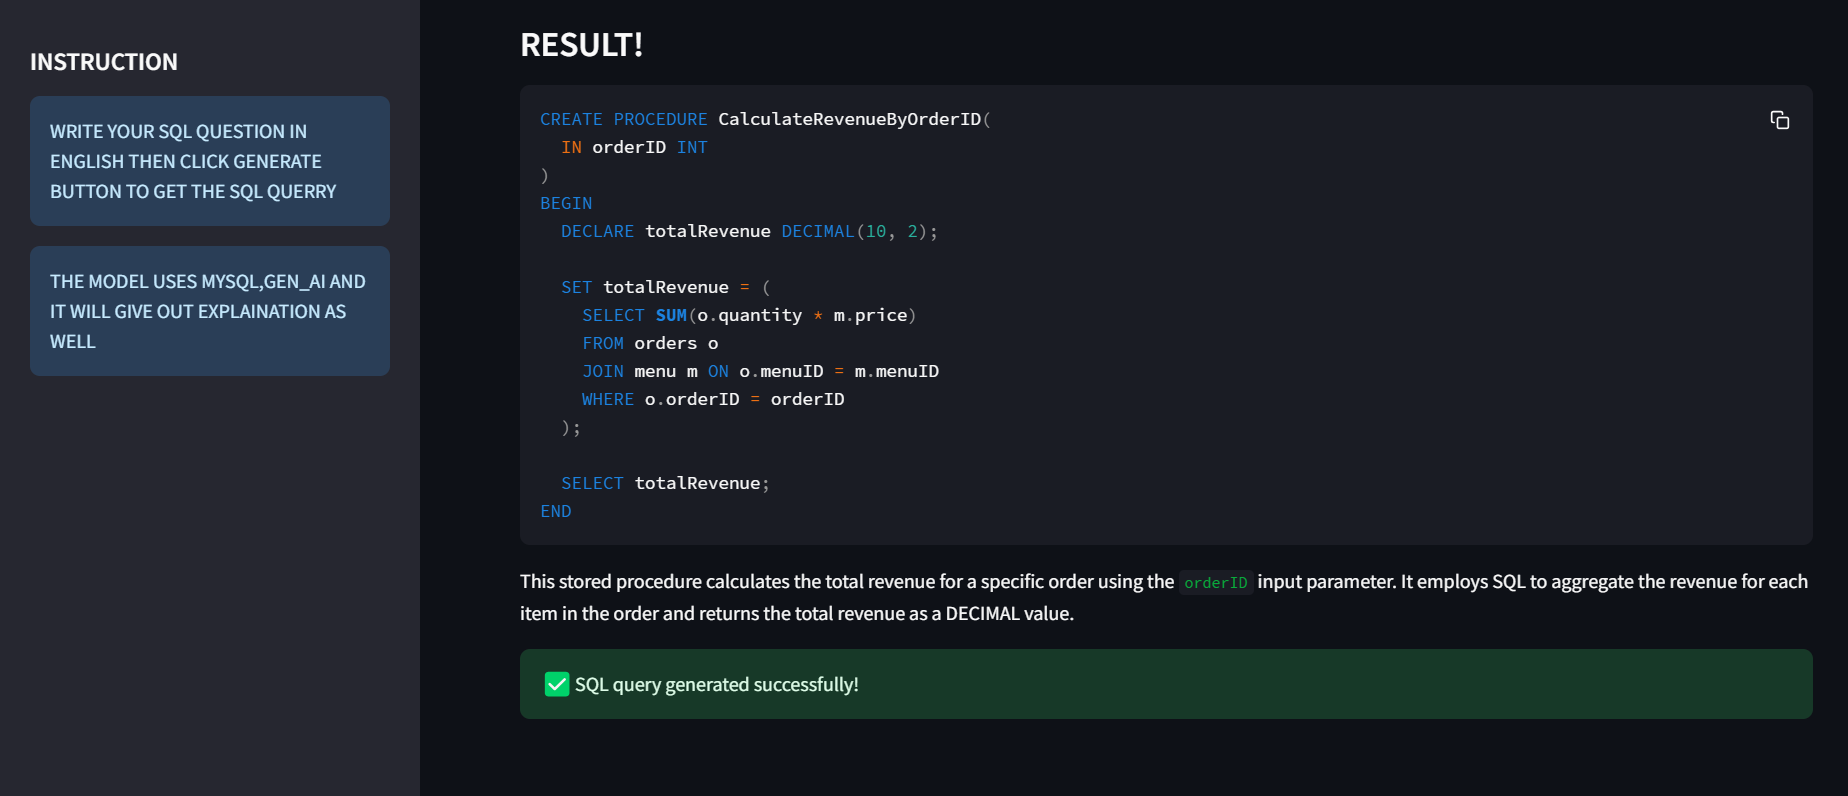 INSTRUCTION
WRITE YOUR SQL QUESTION IN
ENGLISH THEN CLICK GENERATE
BUTTON TO GET THE SQL QUERRY
THE MODEL USES MYSQL,GEN_AI AND
IT WILL GIVE OUT EXPLAINATION AS
WELL
RESULT!
CREATE PROCEDURE CalculateRevenueByOrderID(
  IN orderID INT
)
BEGIN
  DECLARE totalRevenue DECIMAL(10, 2);
  SET totalRevenue = (
    SELECT SUM(o.quantity * m.price)
    FROM orders o
    JOIN menu m ON o.menuID = m.menuID
    WHERE o.orderID = orderID
  );
  SELECT totalRevenue;
END
This stored procedure calculates the total revenue for a specific order using the orderID input parameter. It employs SQL to aggregate the revenue for each
item in the order and returns the total revenue as a DECIMAL value.
✅ SQL query generated successfully!